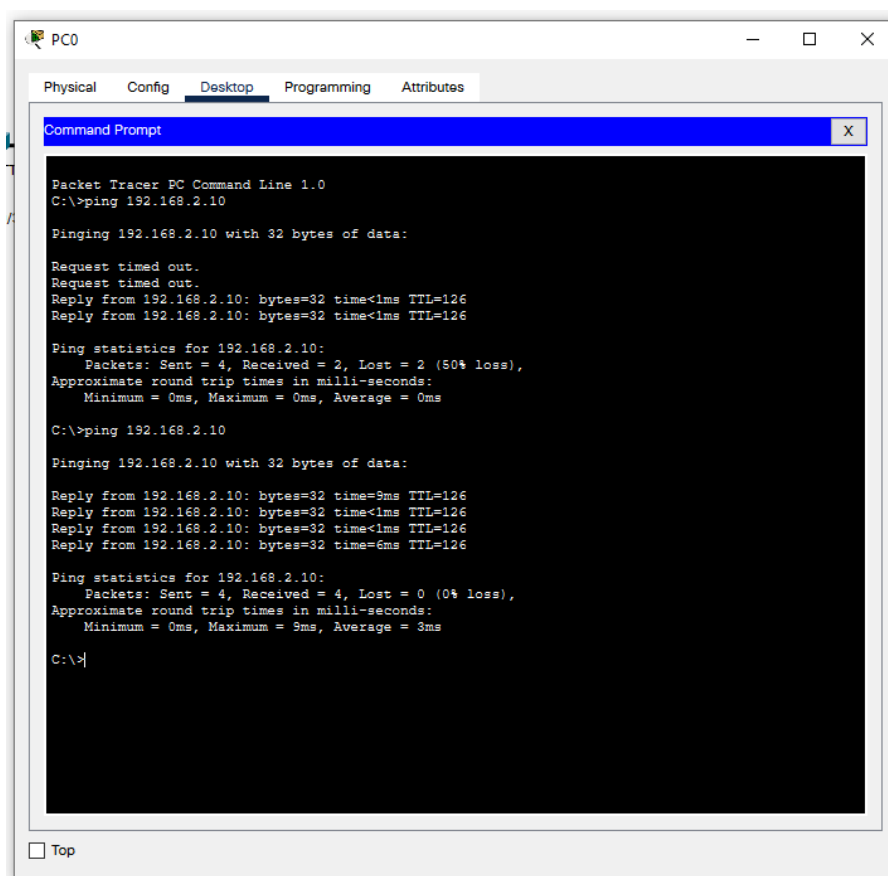 PC0
Physical Config Desktop Programming Attributes
Command Prompt
X
Packet Tracer PC Command Line 1.0
C:\>ping 192.168.2.10
Pinging 192.168.2.10 with 32 bytes of data:
Request timed out.
Request timed out.
Reply from 192.168.2.10: bytes=32 time<1ms TTL=126
Reply from 192.168.2.10: bytes=32 time<1ms TTL=126
Ping statistics for 192.168.2.10:
Packets: Sent = 4, Received = 2, Lost = 2 (50% loss),
Approximate round trip times in milli-seconds:
Minimum = 0ms, Maximum = 0ms, Average = 0ms
C:\>ping 192.168.2.10
Pinging 192.168.2.10 with 32 bytes of data:
Reply from 192.168.2.10: bytes=32 time=9ms TTL=126
Reply from 192.168.2.10: bytes=32 time<1ms TTL=126
Reply from 192.168.2.10: bytes=32 time<1ms TTL=126
Reply from 192.168.2.10: bytes=32 time=6ms TTL=126
Ping statistics for 192.168.2.10:
Packets: Sent = 4, Received = 4, Lost = 0 (0% loss),
Approximate round trip times in milli-seconds:
Minimum = 0ms, Maximum = 9ms, Average = 3ms
C:\>
Top